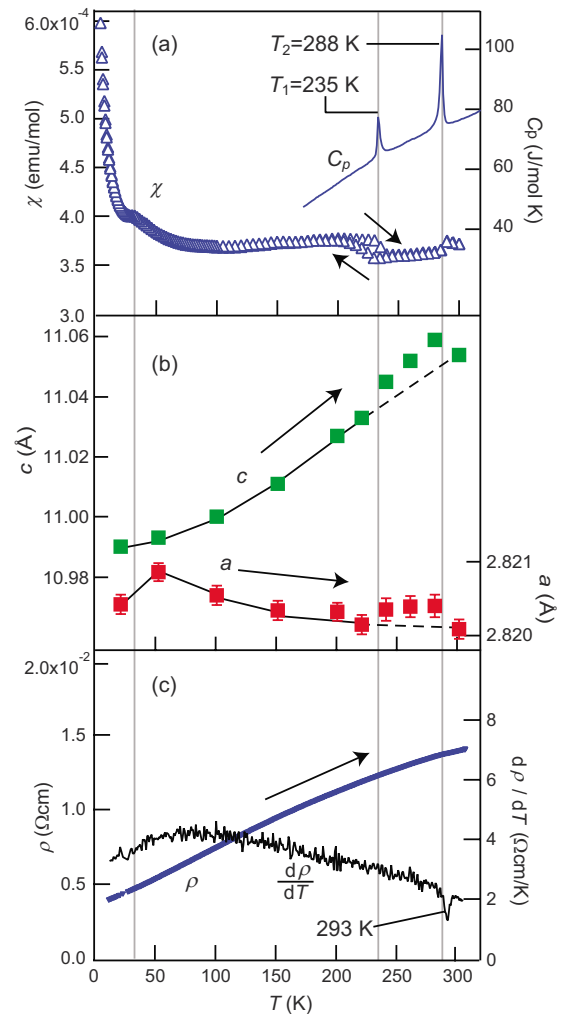 6.0x10⁻⁴
5.5
5.0
4.5
4.0
3.5
3.0
χ (emu/mol)
(a)
T₂=288 K
T₁=235 K
Cₚ
χ
100
80
60
40
Cₚ (J/mol K)
11.06
11.04
11.02
11.00
10.98
c (Å)
(b)
c
a
2.821
2.820
a (Å)
2.0x10⁻²
1.5
1.0
0.5
0.0
ρ (Ωcm)
(c)
ρ
dρ
dT
293 K
8
6
4
2
0
dρ / dT (Ωcm/K)
0
50
100
150
200
250
300
T (K)